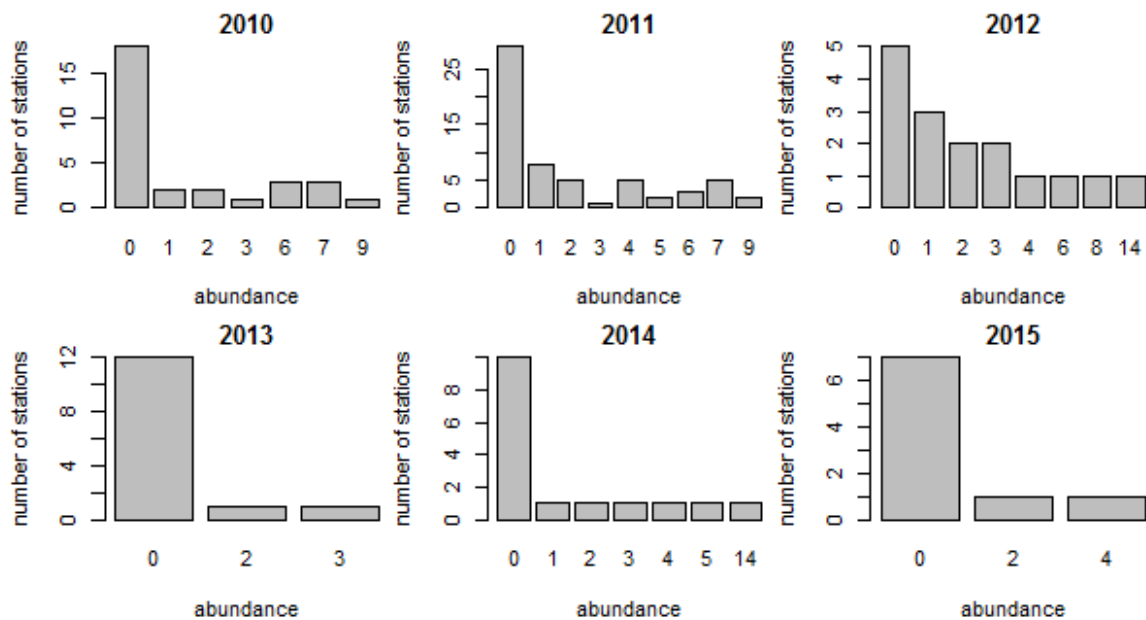 2010
number of stations
0 5 10 15
0 1 2 3 6 7 9
abundance
2011
number of stations
0 5 15 25
0 1 2 3 4 5 6 7 9
abundance
2012
number of stations
0 1 2 3 4 5
0 1 2 3 4 6 8 14
abundance
2013
number of stations
0 4 8 12
0 2 3
abundance
2014
number of stations
0 2 4 6 8
0 1 2 3 4 5 14
abundance
2015
number of stations
0 2 4 6
0 2 4
abundance